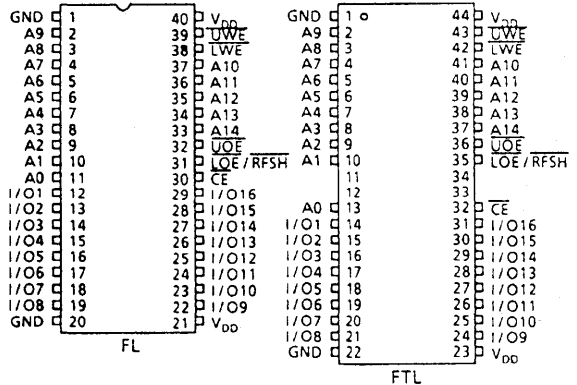 GND 1 40 VDD
A9 2 39 UWE
A8 3 38 LWE
A7 4 37 A10
A6 5 36 A11
A5 6 35 A12
A4 7 34 A13
A3 8 33 A14
A2 9 32 UOE
A1 10 31 LOE/RFSH
A0 11 30 CE
I/O1 12 29 I/O16
I/O2 13 28 I/O15
I/O3 14 27 I/O14
I/O4 15 26 I/O13
I/O5 16 25 I/O12
I/O6 17 24 I/O11
I/O7 18 23 I/O10
I/O8 19 22 I/O9
GND 20 21 VDD
FL
GND 1 44 VDD
A9 2 43 UWE
A8 3 42 LWE
A7 4 41 A10
A6 5 40 A11
A5 6 39 A12
A4 7 38 A13
A3 8 37 A14
A2 9 36 UOE
A1 10 35 LOE/RFSH
11 34
12 33
A0 13 32 CE
I/O1 14 31 I/O16
I/O2 15 30 I/O15
I/O3 16 29 I/O14
I/O4 17 28 I/O13
I/O5 18 27 I/O12
I/O6 19 26 I/O11
I/O7 20 25 I/O10
I/O8 21 24 I/O9
GND 22 23 VDD
FTL